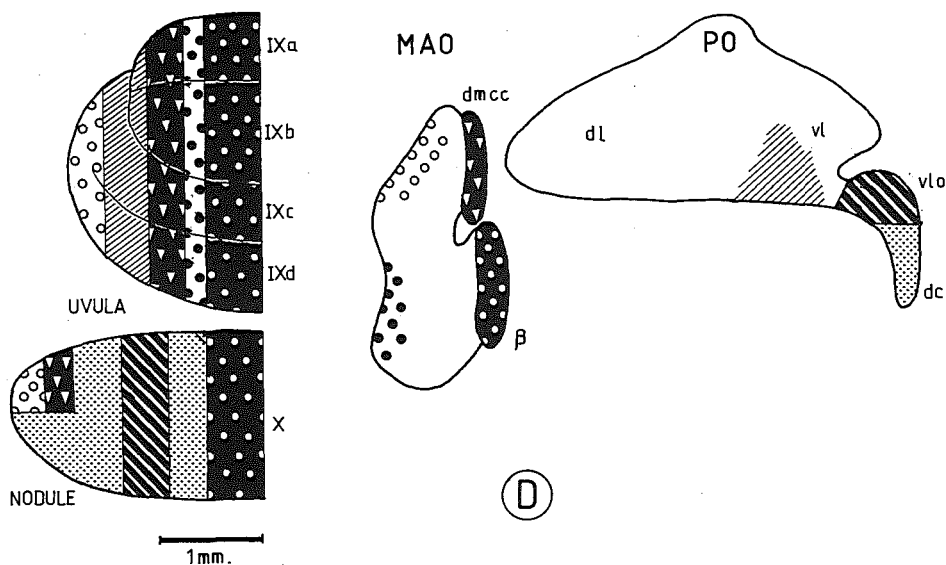 IXa
IXb
IXc
IXd
UVULA
X
NODULE
1mm.
MAO
dmcc
β
PO
dl
vl
vlo
dc
D